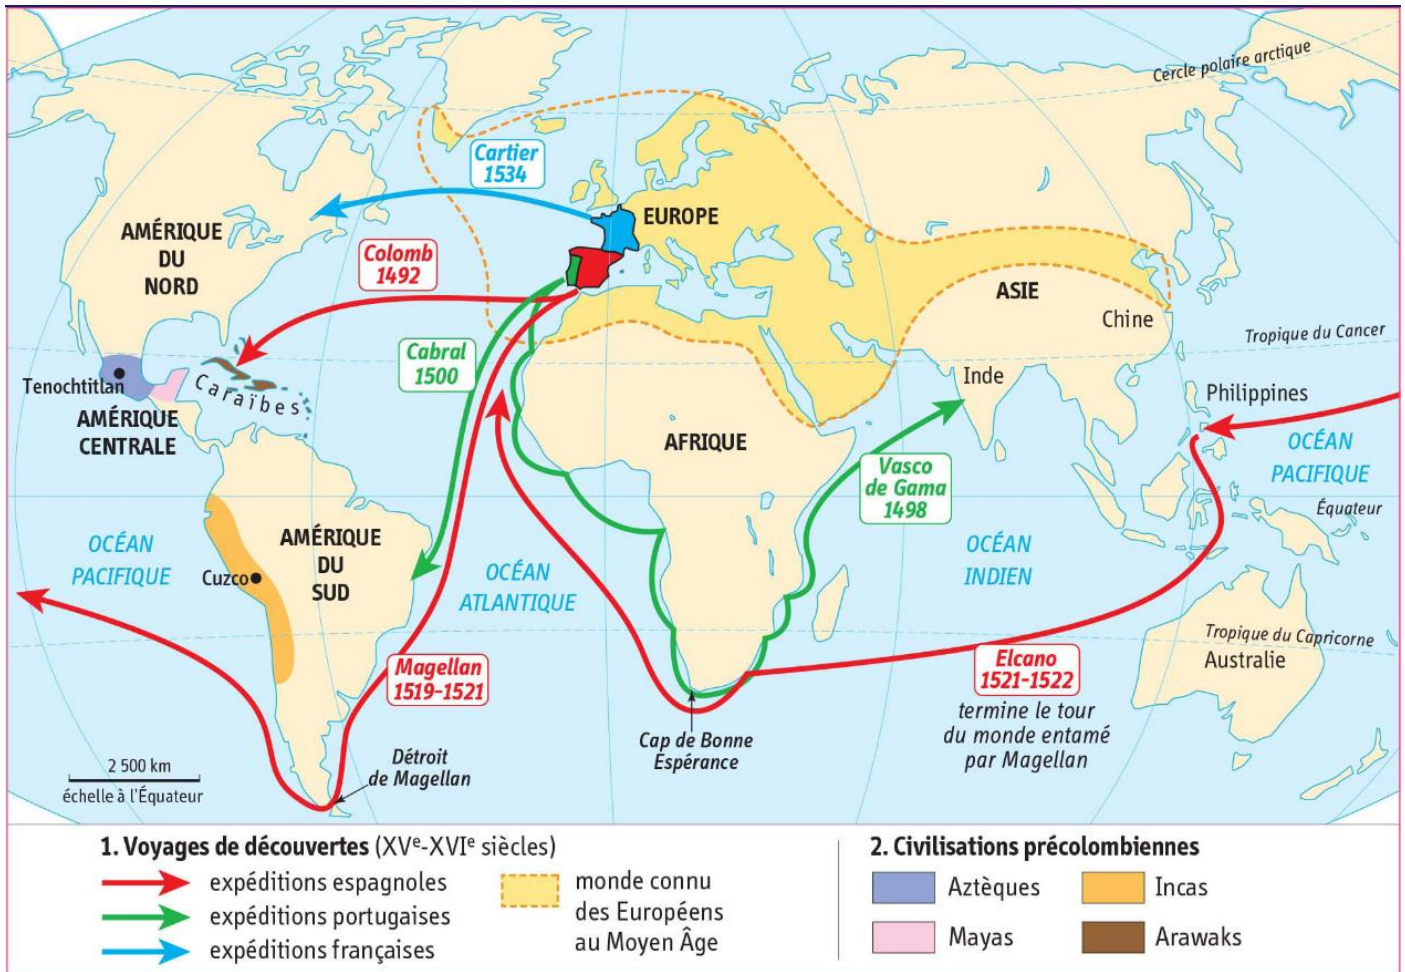 Cercle polaire arctique
Cartier
1534
EUROPE
AMÉRIQUE
DU
NORD
Colomb
1492
ASIE
Chine
Tropique du Cancer
Cabral
1500
Tenochtitlan
Caraïbes
Inde
Philippines
AMÉRIQUE
CENTRALE
AFRIQUE
OCÉAN
PACIFIQUE
Vasco
de Gama
1498
Équateur
OCÉAN
PACIFIQUE
AMÉRIQUE
DU
SUD
Cuzco
OCÉAN
ATLANTIQUE
OCÉAN
INDIEN
Tropique du Capricorne
Australie
Magellan
1519-1521
Elcano
1521-1522
termine le tour
du monde entamé
par Magellan
Cap de Bonne
Espérance
Détroit
de Magellan
2 500 km
échelle à l'Équateur
1. Voyages de découvertes (XVe-XVIe siècles)
expéditions espagnoles
expéditions portugaises
expéditions françaises
monde connu
des Européens
au Moyen Âge
2. Civilisations précolombiennes
Aztèques
Incas
Mayas
Arawaks